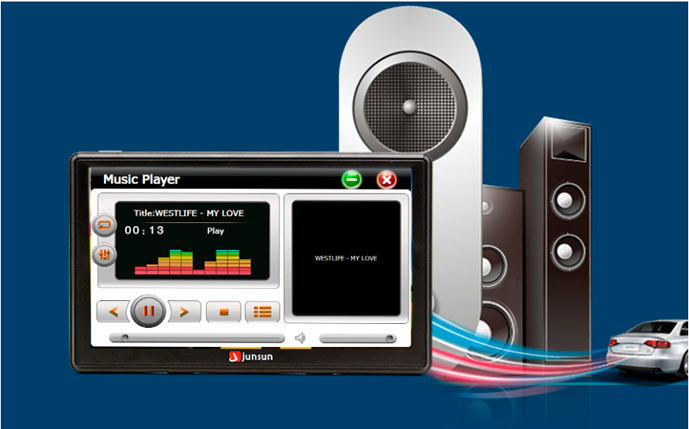 Music Player
Title:WESTLIFE - MY LOVE
00:13 Play
WESTLIFE - MY LOVE
Junsun